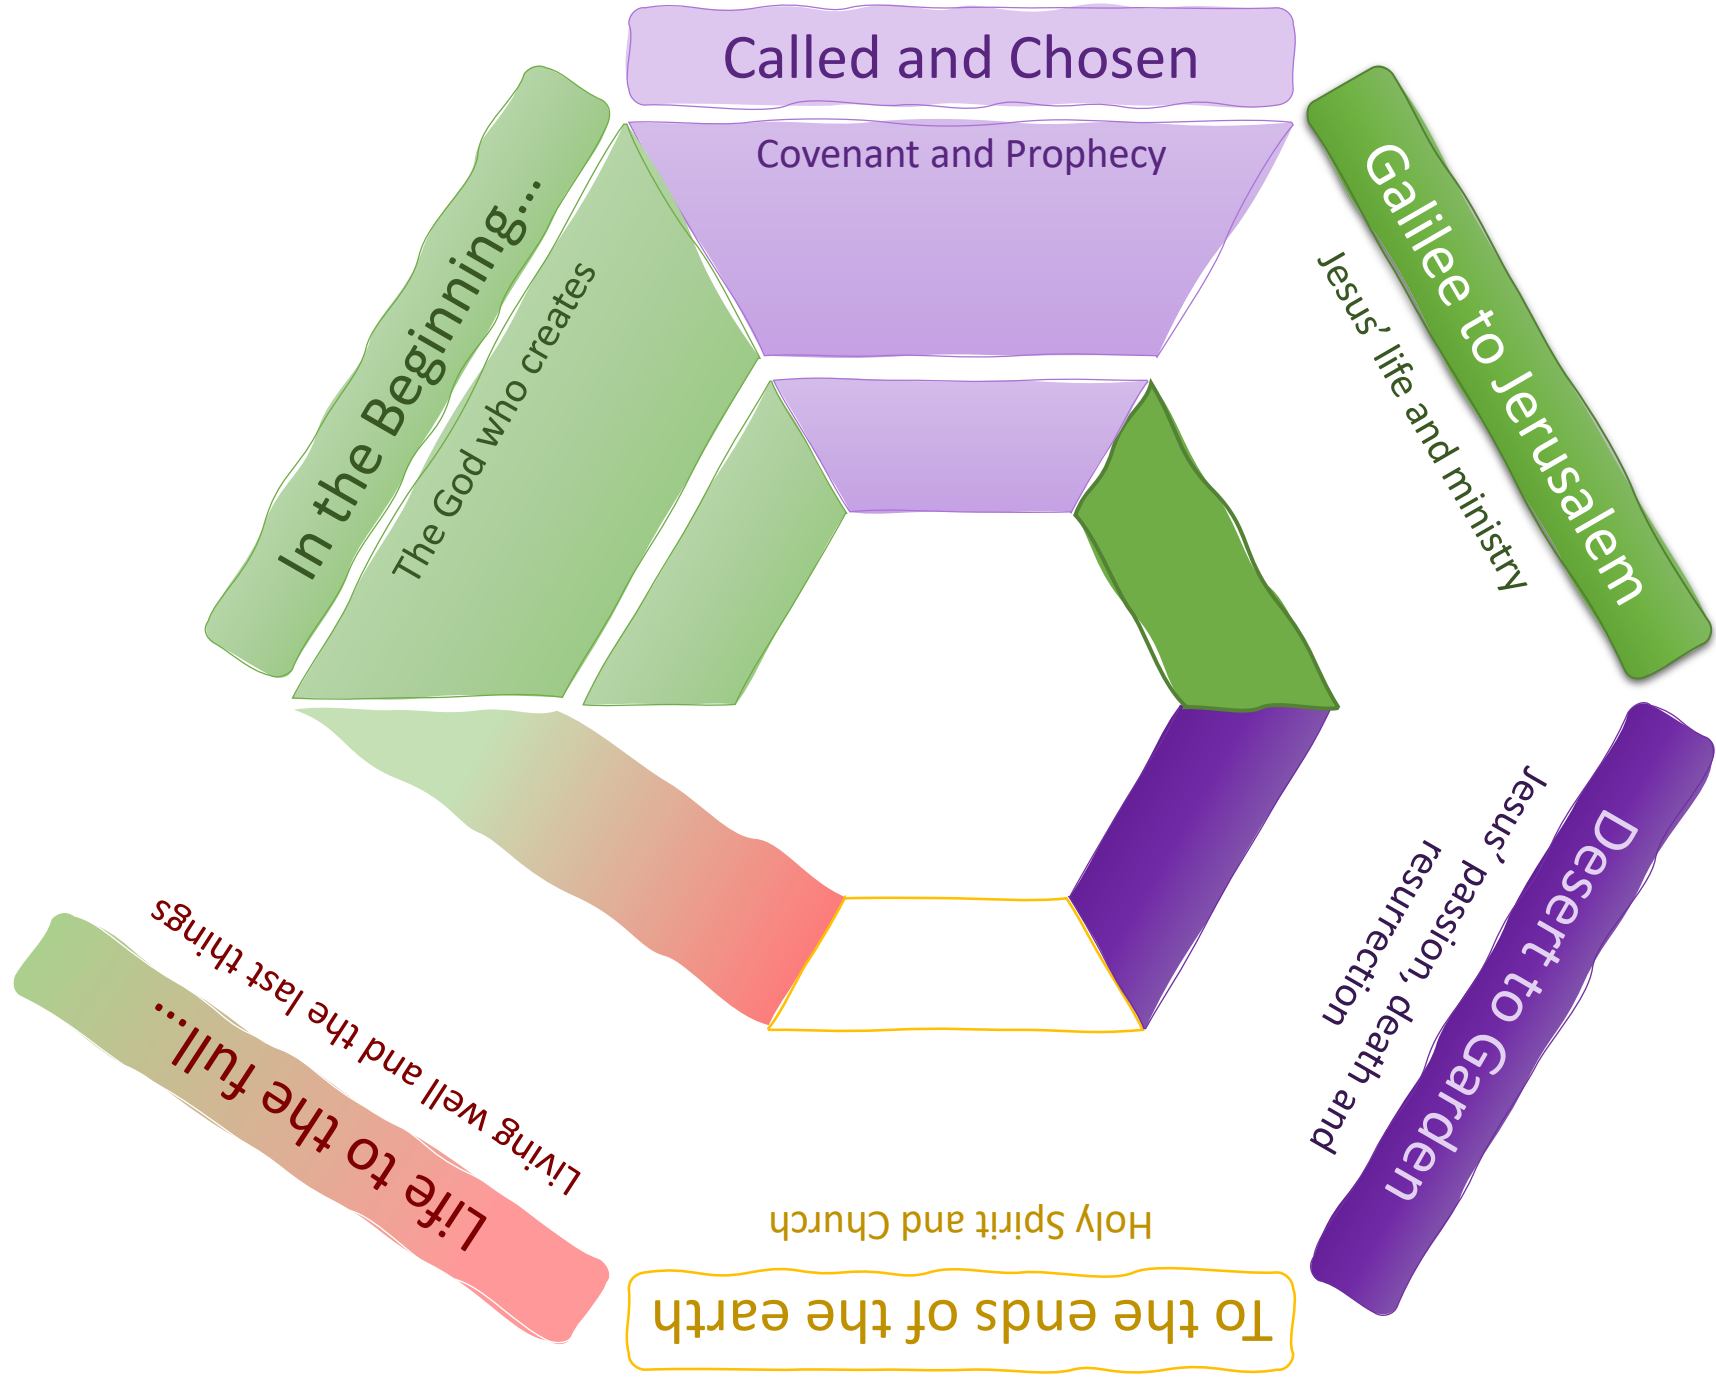 Called and Chosen
Covenant and Prophecy
Galilee to Jerusalem
Jesus’ life and ministry
Desert to Garden
Jesus’ passion, death and
resurrection
To the ends of the earth
Holy Spirit and Church
Life to the full...
Living well and the last things
In the Beginning...
The God who creates